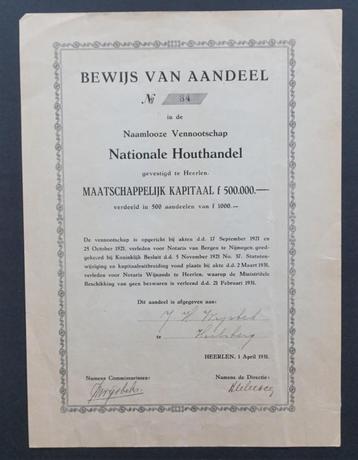 BEWIJS VAN AANDEEL
No 34
in de
Naamlooze Vennootschap
Nationale Houthandel
gevestigd te Heerlen.
MAATSCHAPPELIJK KAPITAAL f 500.000.—
verdeeld in 500 aandeelen van f 1000.—
De vennootschap is opgericht bij akten d.d. 17 September 1921 en
25 October 1921, verleden voor Notaris van Bergen te Nijmegen goed-
gekeurd bij Koninklijk Besluit d.d. 5 November 1921 No. 57. Statuten-
wijziging en kapitaaluitbreiding vond plaats bij akte d.d. 2 Maart 1931,
verleden voor Notaris Wijnands te Heerlen, waarop de Ministrieële
Beschikking van geen bezwaren is verleend d.d. 21 Februari 1931.
Dit aandeel is afgegeven aan:
J H
te Hulsberg
HEERLEN, 1 April 1931.
Namens Commissarissen: Namens de Directie: